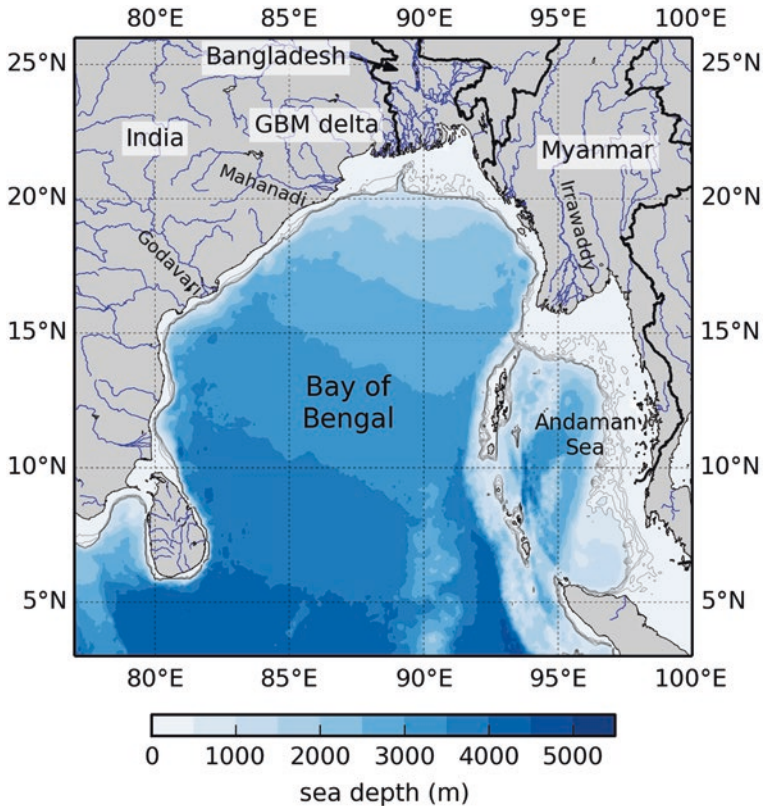 80°E 85°E 90°E 95°E 100°E
25°N 25°N
Bangladesh
India
GBM delta
Myanmar
Mahanadi
20°N 20°N
Irrawaddy
Godavari
15°N 15°N
Bay of
Bengal
Andaman
Sea
10°N 10°N
5°N 5°N
80°E 85°E 90°E 95°E 100°E
0 1000 2000 3000 4000 5000
sea depth (m)